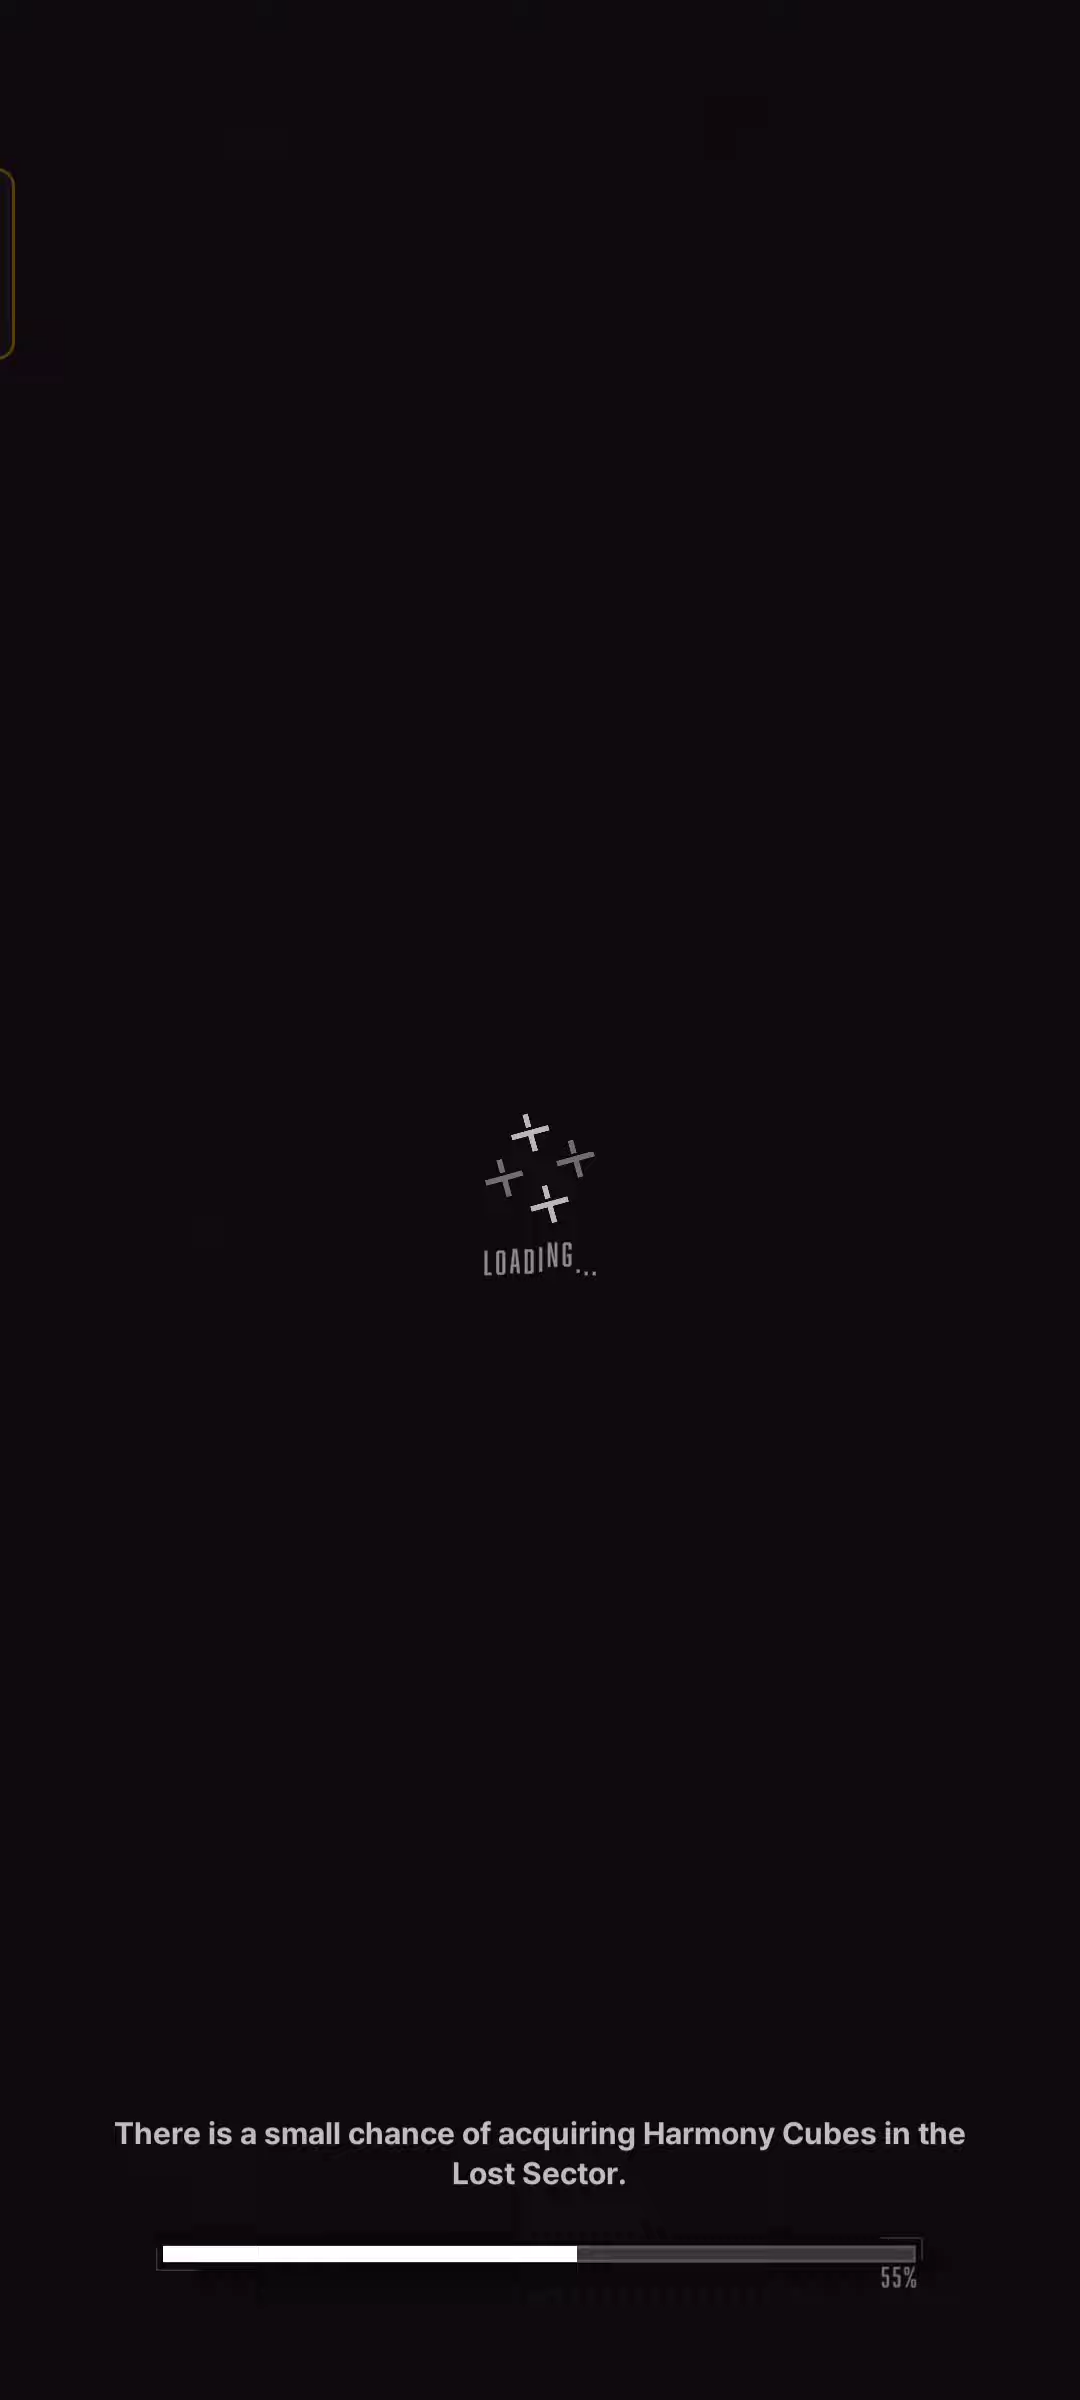 LOADING...
There is a small chance of acquiring Harmony Cubes in the
Lost Sector.
55%